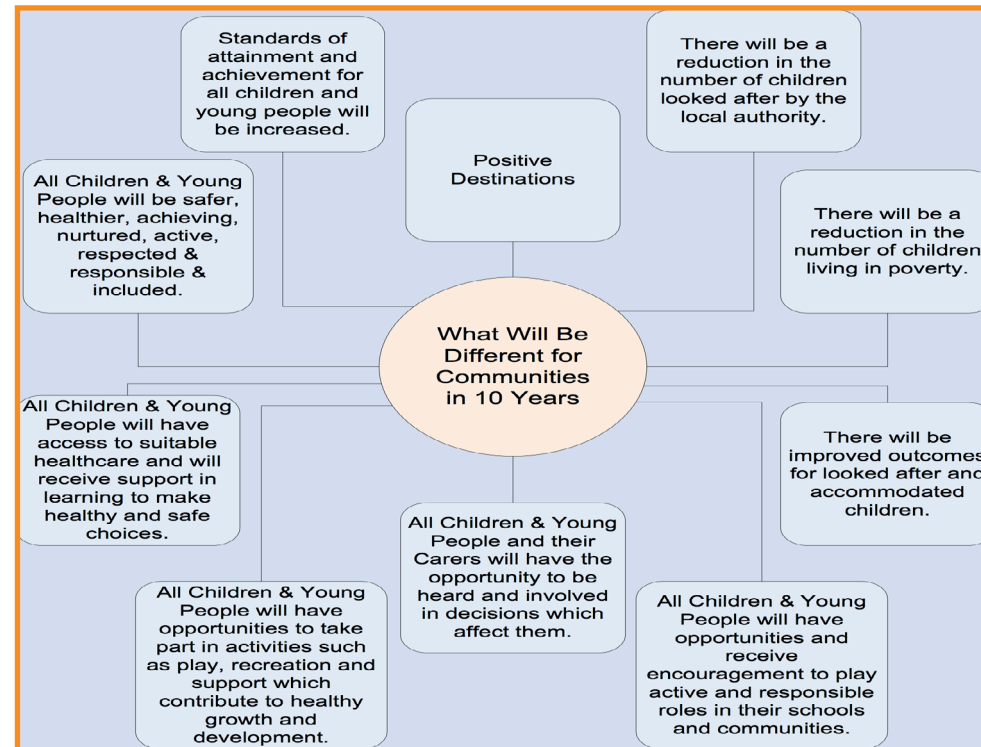 Standards of
attainment and
achievement for
all children and
young people will
be increased.
Positive
Destinations
There will be a
reduction in the
number of children
looked after by the
local authority.
All Children & Young
People will be safer,
healthier, achieving,
nurtured, active,
respected &
responsible &
included.
There will be a
reduction in the
number of children
living in poverty.
What Will Be
Different for
Communities
in 10 Years
All Children & Young
People will have
access to suitable
healthcare and will
receive support in
learning to make
healthy and safe
choices.
There will be
improved outcomes
for looked after and
accommodated
children.
All Children & Young
People will have
opportunities to take
part in activities such
as play, recreation and
support which
contribute to healthy
growth and
development.
All Children & Young
People and their
Carers will have the
opportunity to be
heard and involved
in decisions which
affect them.
All Children & Young
People will have
opportunities and
receive
encouragement to play
active and responsible
roles in their schools
and communities.